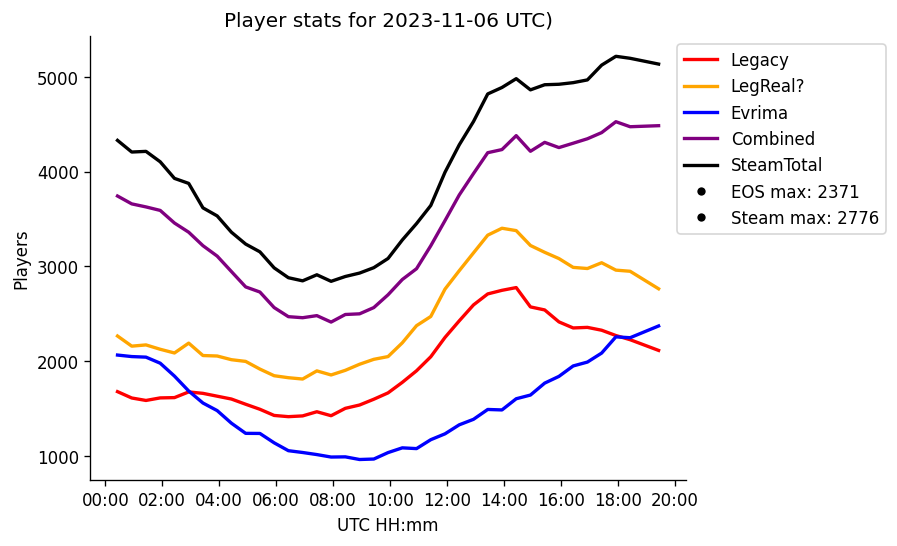 Player stats for 2023-11-06 UTC)
Legacy
LegReal?
Evrima
Combined
SteamTotal
EOS max: 2371
Steam max: 2776
Players
5000
4000
3000
2000
1000
00:00 02:00 04:00 06:00 08:00 10:00 12:00 14:00 16:00 18:00 20:00
UTC HH:mm